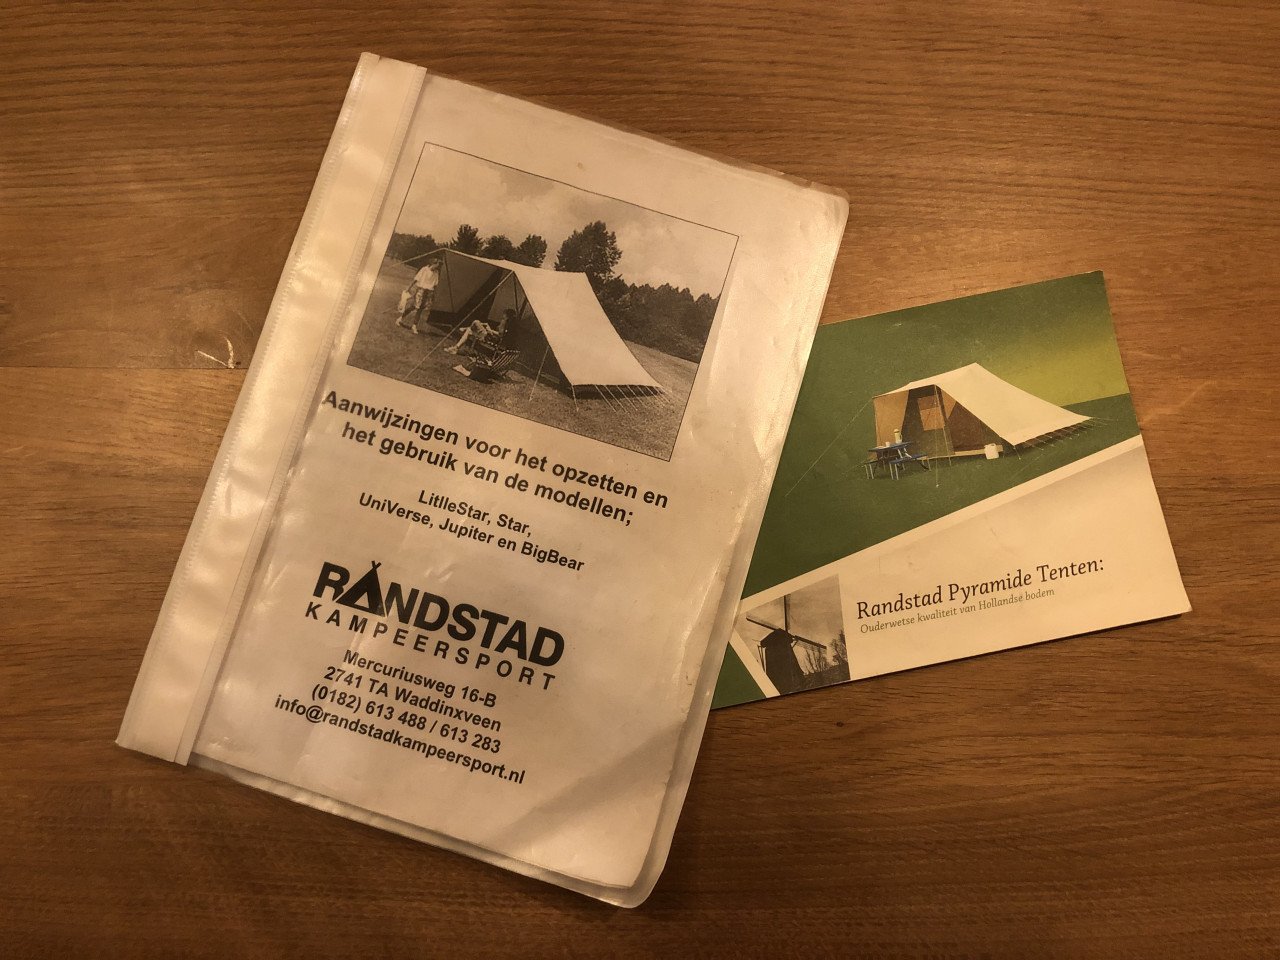 Aanwijzingen voor het opzetten en
het gebruik van de modellen;
LitlleStar, Star,
UniVerse, Jupiter en BigBear
RANDSTAD
KAMPEERSPORT
Mercuriusweg 16-B
2741 TA Waddinxveen
(0182) 613 488 / 613 283
info@randstadkampeersport.nl
Randstad Pyramide Tenten:
Ouderwetse kwaliteit van Hollandse bodem